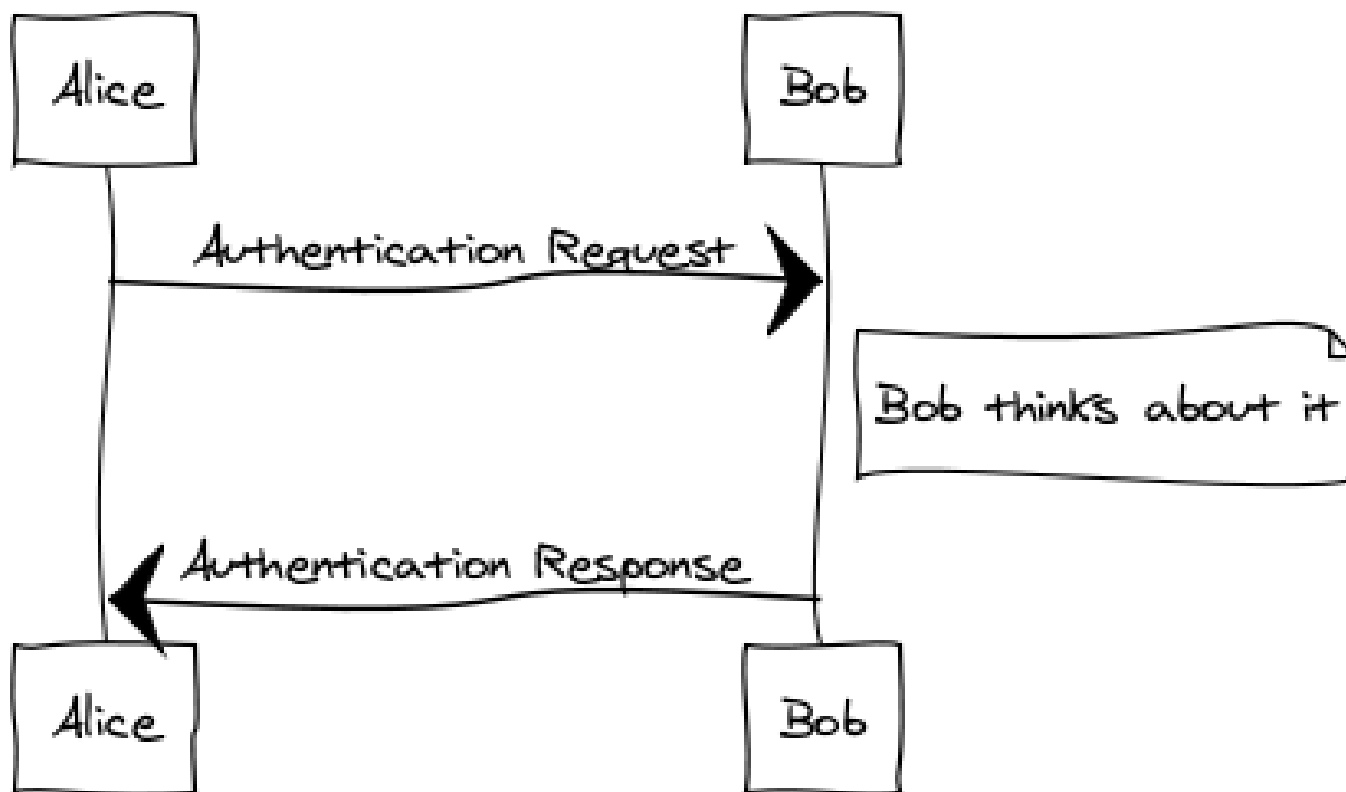 Alice
Bob
Authentication Request
Bob thinks about it
Authentication Response
Alice
Bob